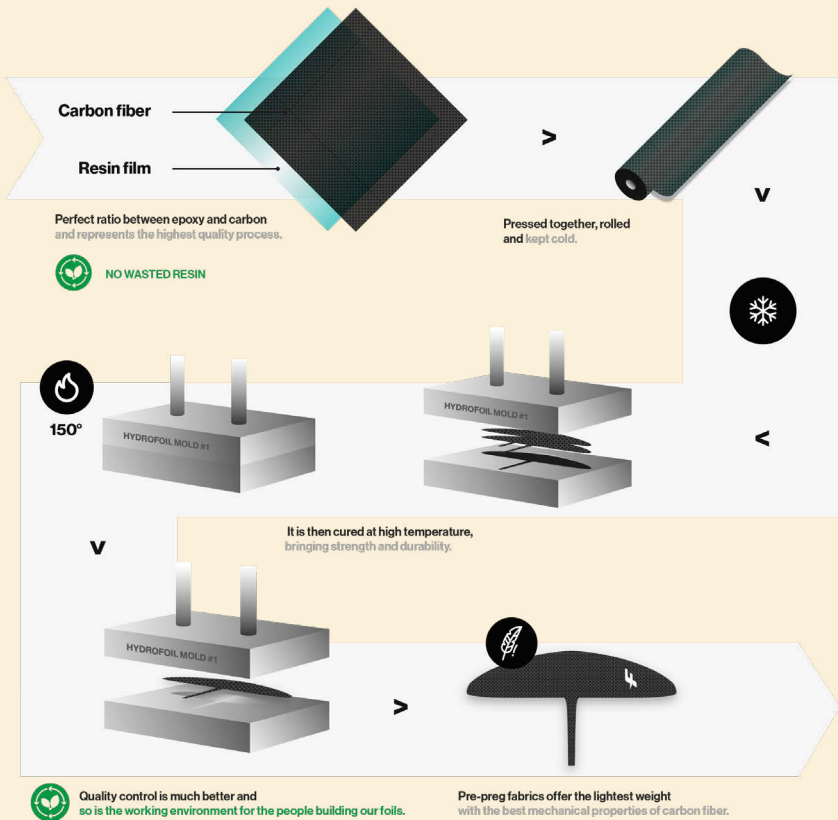 Carbon fiber
Resin film
>
v
Perfect ratio between epoxy and carbon
and represents the highest quality process.
NO WASTED RESIN
Pressed together, rolled
and kept cold.
150°
HYDROFOIL MOLD #1
HYDROFOIL MOLD #1
<
It is then cured at high temperature,
bringing strength and durability.
v
HYDROFOIL MOLD #1
>
Quality control is much better and
so is the working environment for the people building our foils.
Pre-preg fabrics offer the lightest weight
with the best mechanical properties of carbon fiber.